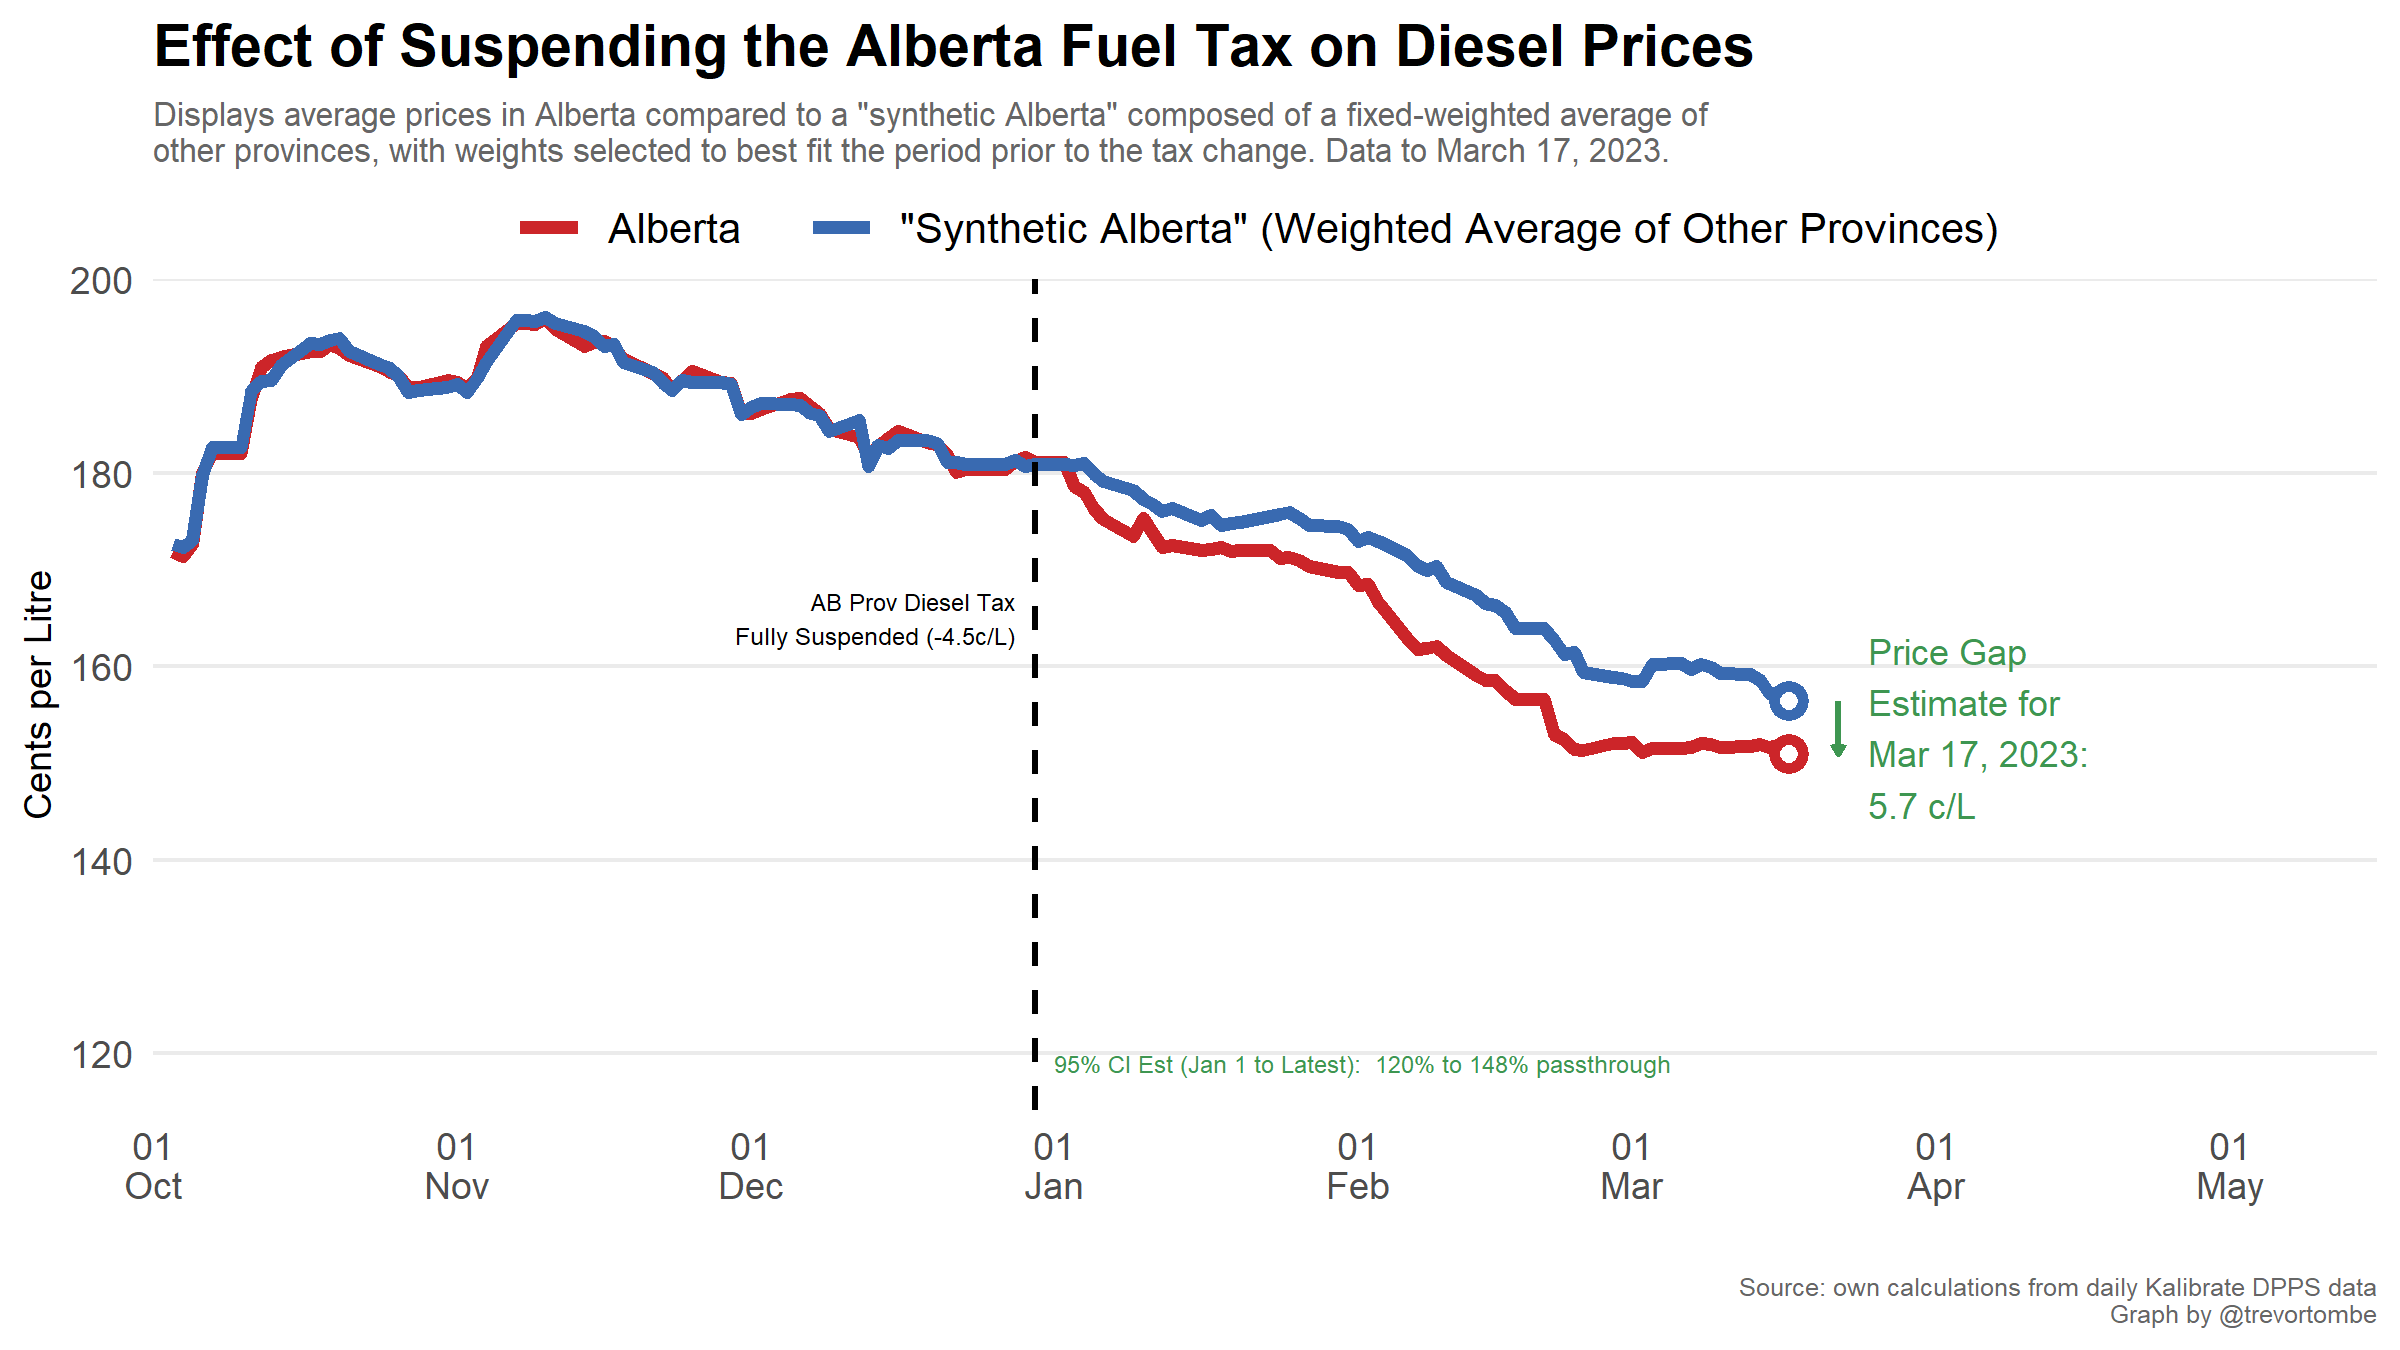 Effect of Suspending the Alberta Fuel Tax on Diesel Prices
Displays average prices in Alberta compared to a "synthetic Alberta" composed of a fixed-weighted average of
other provinces, with weights selected to best fit the period prior to the tax change. Data to March 17, 2023.
Alberta
"Synthetic Alberta" (Weighted Average of Other Provinces)
Cents per Litre
200
180
160
140
120
AB Prov Diesel Tax
Fully Suspended (-4.5c/L)
Price Gap
Estimate for
Mar 17, 2023:
5.7 c/L
95% CI Est (Jan 1 to Latest):  120% to 148% passthrough
01
Oct
01
Nov
01
Dec
01
Jan
01
Feb
01
Mar
01
Apr
01
May
Source: own calculations from daily Kalibrate DPPS data
Graph by @trevortombe